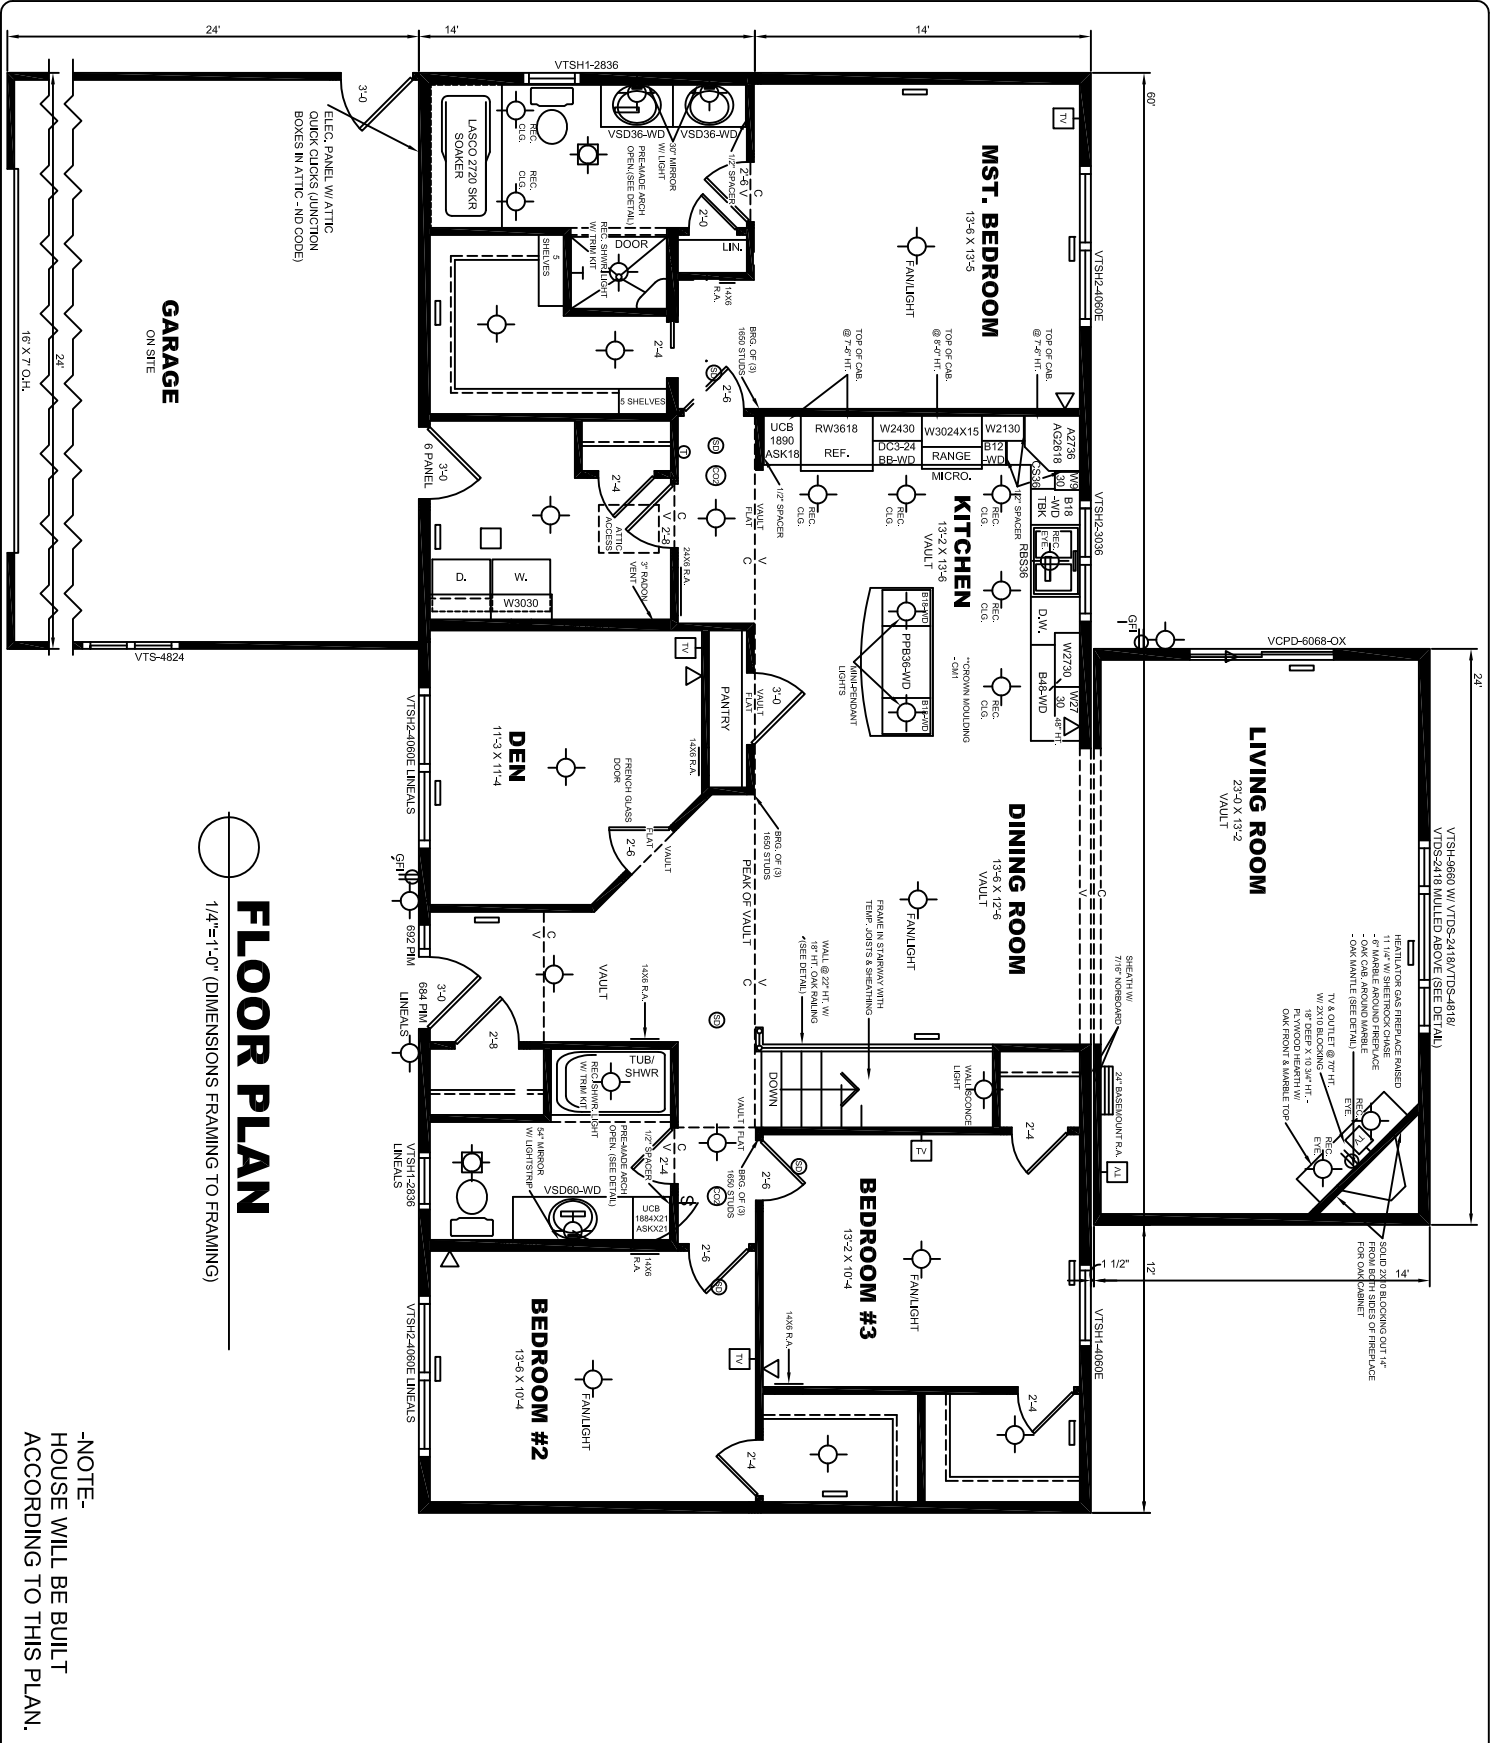 24'
14'
14'
60'
24'
12'
14'
1 1/2"
24'
VTSH1-2836
VTSH2-4060E
VTSH2-3036
VCPD-6068-OX
VTSH-9660 W/ VTDS-2418/VTDS-4818/
VTDS-2418 MULLED ABOVE (SEE DETAIL)
VTSH1-4060E
VTSH2-4060E LINEALS
VTSH2-4060E LINEALS
VTSH1-2836
LINEALS
VTS-4824
16' X 7' O.H.
GARAGE
ON SITE
ELEC. PANEL W/ ATTIC
QUICK CLICKS (JUNCTION
BOXES IN ATTIC - ND CODE)
3'-0
LASCO 2720 SKR
SOAKER
REC.
CLG.
REC.
CLG.
VSD36-WD
VSD36-WD
30" MIRROR
W/ LIGHT
1/2" SPACER
PRE-MADE ARCH
OPEN.(SEE DETAIL)
REC. SHWR. LIGHT
W/ TRIM KIT
DOOR
LIN.
2'-0
2'-6
C
V
5
SHELVES
5 SHELVES
2'-4
14X6
R.A.
MST. BEDROOM
13'-6 X 13'-5
FAN/LIGHT
TV
BRG. OF (3)
1650 STUDS
TOP OF CAB.
@ 7'-6" HT.
TOP OF CAB.
@ 8'-0" HT.
TOP OF CAB.
@ 7'-6" HT.
2'-6
SD
SD
CO2
T
UCB
1890
ASK18
RW3618
REF.
W2430
DC3-24
BB-WD
W3024X15
RANGE
MICRO.
W2130
B12
-WD
A2736
AG2618
CS36
W9
30
B18
-WD
TBK
REC.
EYE.
RBS36
D.W.
W2730
B48-WD
W27
30
48" HT.
1/2" SPACER
1/2" SPACER
REC.
CLG.
REC.
CLG.
REC.
CLG.
REC.
CLG.
REC.
CLG.
KITCHEN
13'-2 X 13'-6
VAULT
B18-WD
PPB36-WD
B18-WD
MINI-PENDANT
LIGHTS
**CROWN MOULDING
- CM1
GFI
VAULT
FLAT
V
C
6 PANEL
3'-0
2'-4
2'-8
C
V
ATTIC
ACCESS
24X6 R.A.
3" RADON
VENT
D.
W.
W3030
TV
PANTRY
3'-0
VAULT
FLAT
14X6 R.A.
DEN
11'-3 X 11'-4
FRENCH GLASS
DOOR
2'-6
FLAT
VAULT
BRG. OF (3)
1650 STUDS
PEAK OF VAULT
DINING ROOM
13'-6 X 12'-6
VAULT
FAN/LIGHT
C
V
LIVING ROOM
23'-0 X 13'-2
VAULT
HEATILATOR GAS FIREPLACE RAISED
11 1/4" W/ SHEETROCK CHASE
- 6" MARBLE AROUND FIREPLACE
- OAK CAB. AROUND MARBLE
- OAK MANTLE (SEE DETAIL)
TV & OUTLET @ 70" HT.
W/ 2X10 BLOCKING
18" DEEP X 10 3/4" HT. -
PLYWOOD HEARTH W/
OAK FRONT & MARBLE TOP
REC.
EYE.
TV
REC.
EYE.
SOLID 2X10 BLOCKING OUT 14"
FROM BOTH SIDES OF FIREPLACE
FOR OAK CABINET
SHEATH W/
7/16" NORBOARD
24" BASEMOUNT R.A.
TV
FRAME IN STAIRWAY WITH
TEMP. JOISTS & SHEATHING
WALL @ 22" HT. W/
18" HT. OAK RAILING
(SEE DETAIL)
DOWN
WALL SCONCE
LIGHT
V
C
GFI
692 PIM
3'-0
684 PIM
LINEALS
C
V
VAULT
14X6 R.A.
SD
2'-8
TUB/
SHWR
REC. SHWR. LIGHT
W/ TRIM KIT
PRE-MADE ARCH
OPEN. (SEE DETAIL)
1/2" SPACER
54" MIRROR
W/ LIGHTSTRIP
VSD60-WD
UCB
1884X21
ASKX21
2'-4
C
V
S
VAULT
FLAT
BRG. OF (3)
1650 STUDS
CO2
2'-6
SD
2'-6
SD
14X6
R.A.
TV
BEDROOM #3
13'-2 X 10'-4
FAN/LIGHT
2'-4
2'-4
14X6 R.A.
TV
BEDROOM #2
13'-6 X 10'-4
FAN/LIGHT
2'-4
FLOOR PLAN
1/4"=1'-0" (DIMENSIONS FRAMING TO FRAMING)
-NOTE-
HOUSE WILL BE BUILT
ACCORDING TO THIS PLAN.